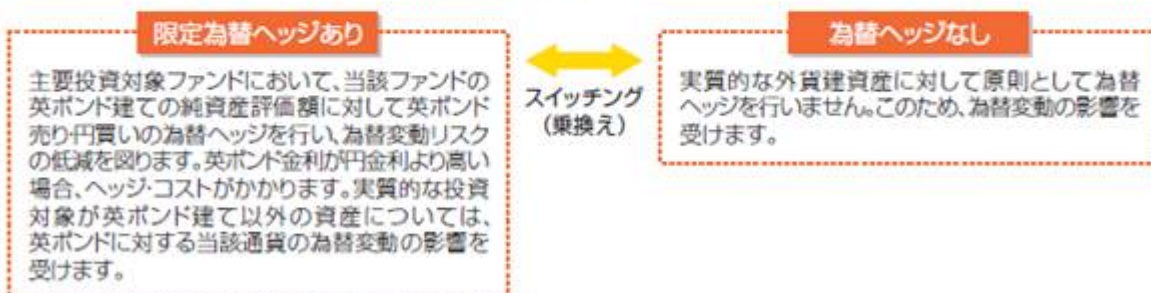 限定為替ヘッジあり
主要投資対象ファンドにおいて、当該ファンドの
英ポンド建ての純資産評価額に対して英ポンド
売り円買いの為替ヘッジを行い、為替変動リスク
の低減を図ります。英ポンド金利が円金利より高い
場合、ヘッジ・コストがかかります。実質的な投資
対象が英ポンド建て以外の資産については、
英ポンドに対する当該通貨の為替変動の影響を
受けます。
スイッチング
(乗換え)
為替ヘッジなし
実質的な外貨建資産に対して原則として為替
ヘッジを行いません。このため、為替変動の影響を
受けます。